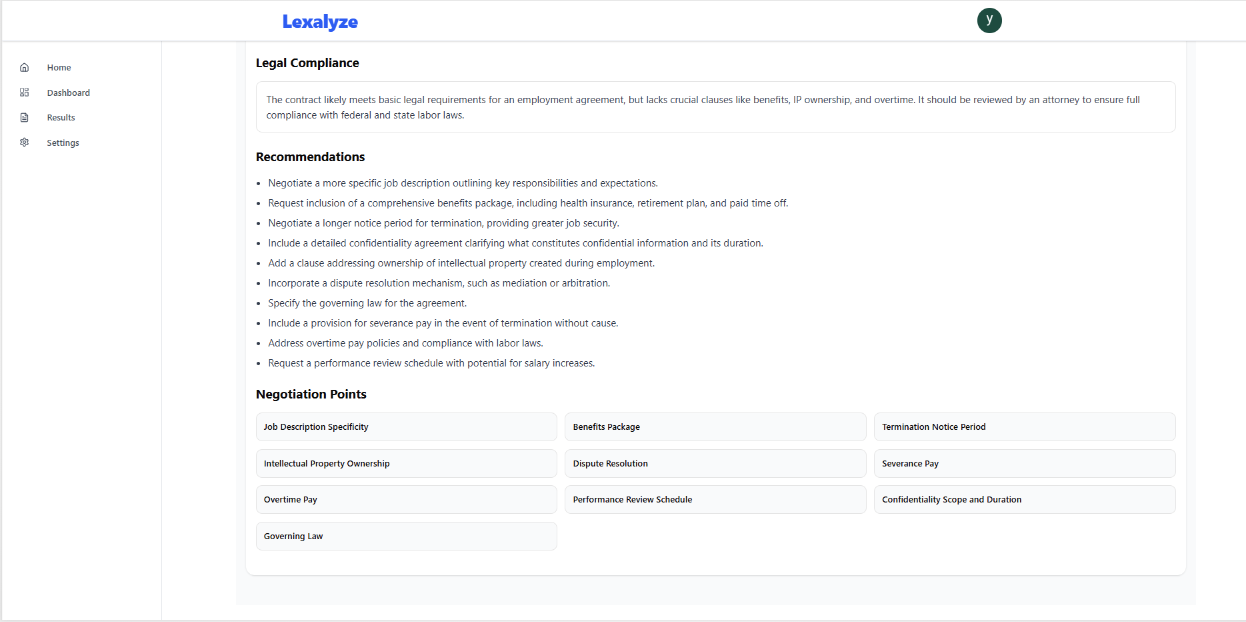 Lexalyze
y
Home
Dashboard
Results
Settings
Legal Compliance
The contract likely meets basic legal requirements for an employment agreement, but lacks crucial clauses like benefits, IP ownership, and overtime. It should be reviewed by an attorney to ensure full
compliance with federal and state labor laws.
Recommendations
• Negotiate a more specific job description outlining key responsibilities and expectations.
• Request inclusion of a comprehensive benefits package, including health insurance, retirement plan, and paid time off.
• Negotiate a longer notice period for termination, providing greater job security.
• Include a detailed confidentiality agreement clarifying what constitutes confidential information and its duration.
• Add a clause addressing ownership of intellectual property created during employment.
• Incorporate a dispute resolution mechanism, such as mediation or arbitration.
• Specify the governing law for the agreement.
• Include a provision for severance pay in the event of termination without cause.
• Address overtime pay policies and compliance with labor laws.
• Request a performance review schedule with potential for salary increases.
Negotiation Points
Job Description Specificity
Benefits Package
Termination Notice Period
Intellectual Property Ownership
Dispute Resolution
Severance Pay
Overtime Pay
Performance Review Schedule
Confidentiality Scope and Duration
Governing Law